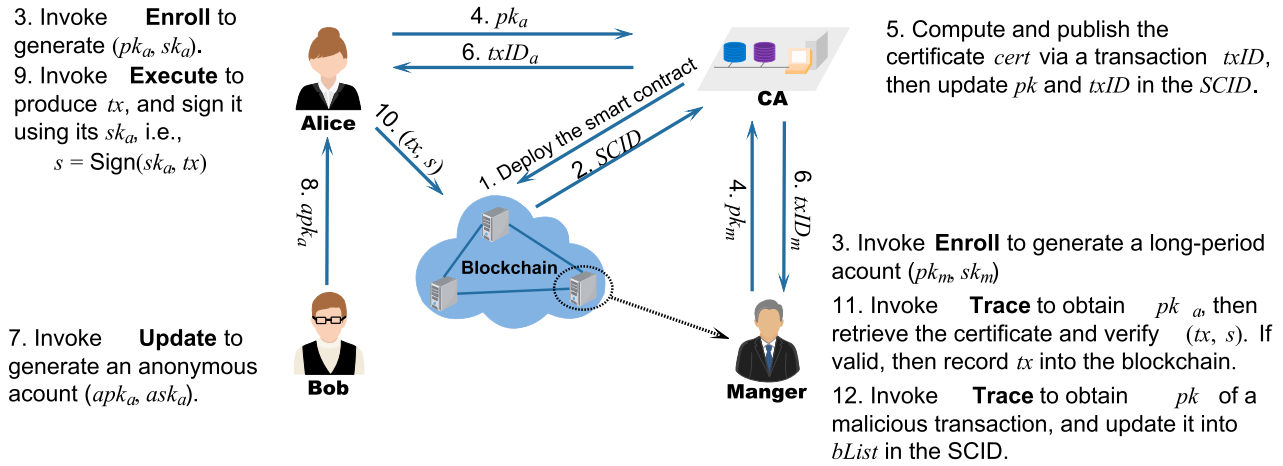 3. Invoke Enroll to
generate (pkₐ, skₐ).
9. Invoke Execute to
produce tx, and sign it
using its skₐ, i.e.,
s = Sign(skₐ, tx)
7. Invoke Update to
generate an anonymous
acount (apkₐ, askₐ).
Alice
Bob
4. pkₐ
6. txIDₐ
8. apkₐ
10. (tx, s)
1. Deploy the smart contract
2. SCID
Blockchain
CA
4. pkₘ
6. txIDₘ
Manger
5. Compute and publish the
certificate cert via a transaction txID,
then update pk and txID in the SCID.
3. Invoke Enroll to generate a long-period
acount (pkₘ, skₘ)
11. Invoke Trace to obtain pk ₐ, then
retrieve the certificate and verify (tx, s). If
valid, then record tx into the blockchain.
12. Invoke Trace to obtain pk of a
malicious transaction, and update it into
bList in the SCID.